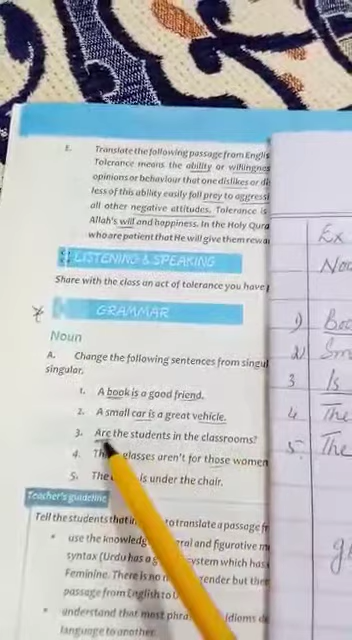 E. Translate the following passage from Englis
Tolerance means the ability or willingnes
opinions or behaviour that one dislikes or di
less of this ability easily fall prey to aggressi
all other negative attitudes. Tolerance is
Allah's will and happiness. In the Holy Qura
who are patient that He will give them rewa
LISTENING & SPEAKING
Share with the class an act of tolerance you have
GRAMMAR
Noun
A. Change the following sentences from singul
singular.
1. A book is a good friend.
2. A small car is a great vehicle.
3. Are the students in the classrooms?
4. glasses aren't for those women
5. The is under the chair.
Teacher's guideline
Tell the students that in to translate a passage f
use the knowledg ral and figurative m
syntax (Urdu has a g system which has
Feminine. There is no gender but the
passage from English to U
understand that most phra idioms
language to another.
Ex
Noo
1) Boo
2) Sm
3 Is
4 The
5. The